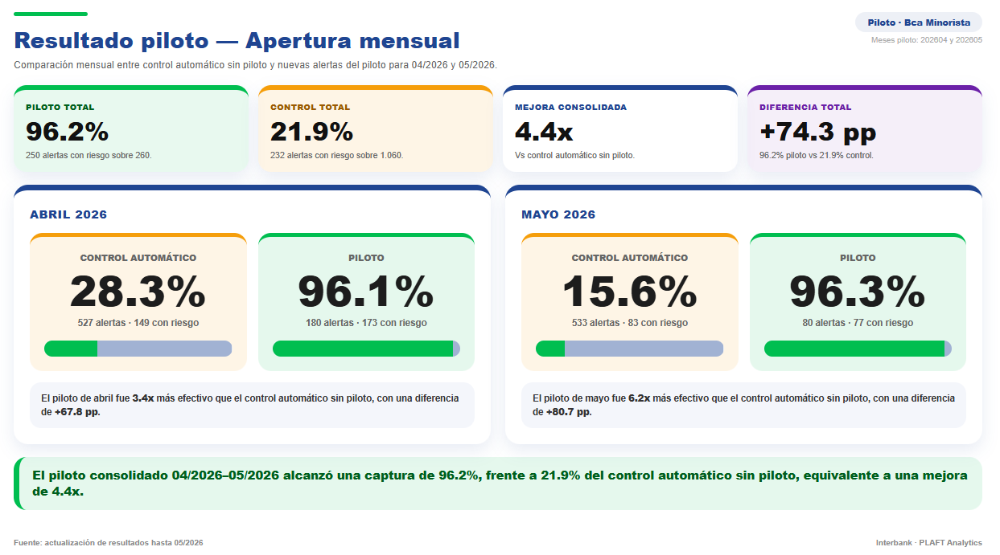 Resultado piloto — Apertura mensual
Piloto · Bca Minorista
Meses piloto: 202604 y 202605
Comparación mensual entre control automático sin piloto y nuevas alertas del piloto para 04/2026 y 05/2026.
PILOTO TOTAL
96.2%
250 alertas con riesgo sobre 260.
CONTROL TOTAL
21.9%
232 alertas con riesgo sobre 1.060.
MEJORA CONSOLIDADA
4.4x
Vs control automático sin piloto.
DIFERENCIA TOTAL
+74.3 pp
96.2% piloto vs 21.9% control.
ABRIL 2026
CONTROL AUTOMÁTICO
28.3%
527 alertas · 149 con riesgo
PILOTO
96.1%
180 alertas · 173 con riesgo
El piloto de abril fue 3.4x más efectivo que el control automático sin piloto, con una diferencia
de +67.8 pp.
MAYO 2026
CONTROL AUTOMÁTICO
15.6%
533 alertas · 83 con riesgo
PILOTO
96.3%
80 alertas · 77 con riesgo
El piloto de mayo fue 6.2x más efectivo que el control automático sin piloto, con una diferencia
de +80.7 pp.
El piloto consolidado 04/2026–05/2026 alcanzó una captura de 96.2%, frente a 21.9% del control automático sin piloto, equivalente a una mejora
de 4.4x.
Fuente: actualización de resultados hasta 05/2026
Interbank · PLAFT Analytics